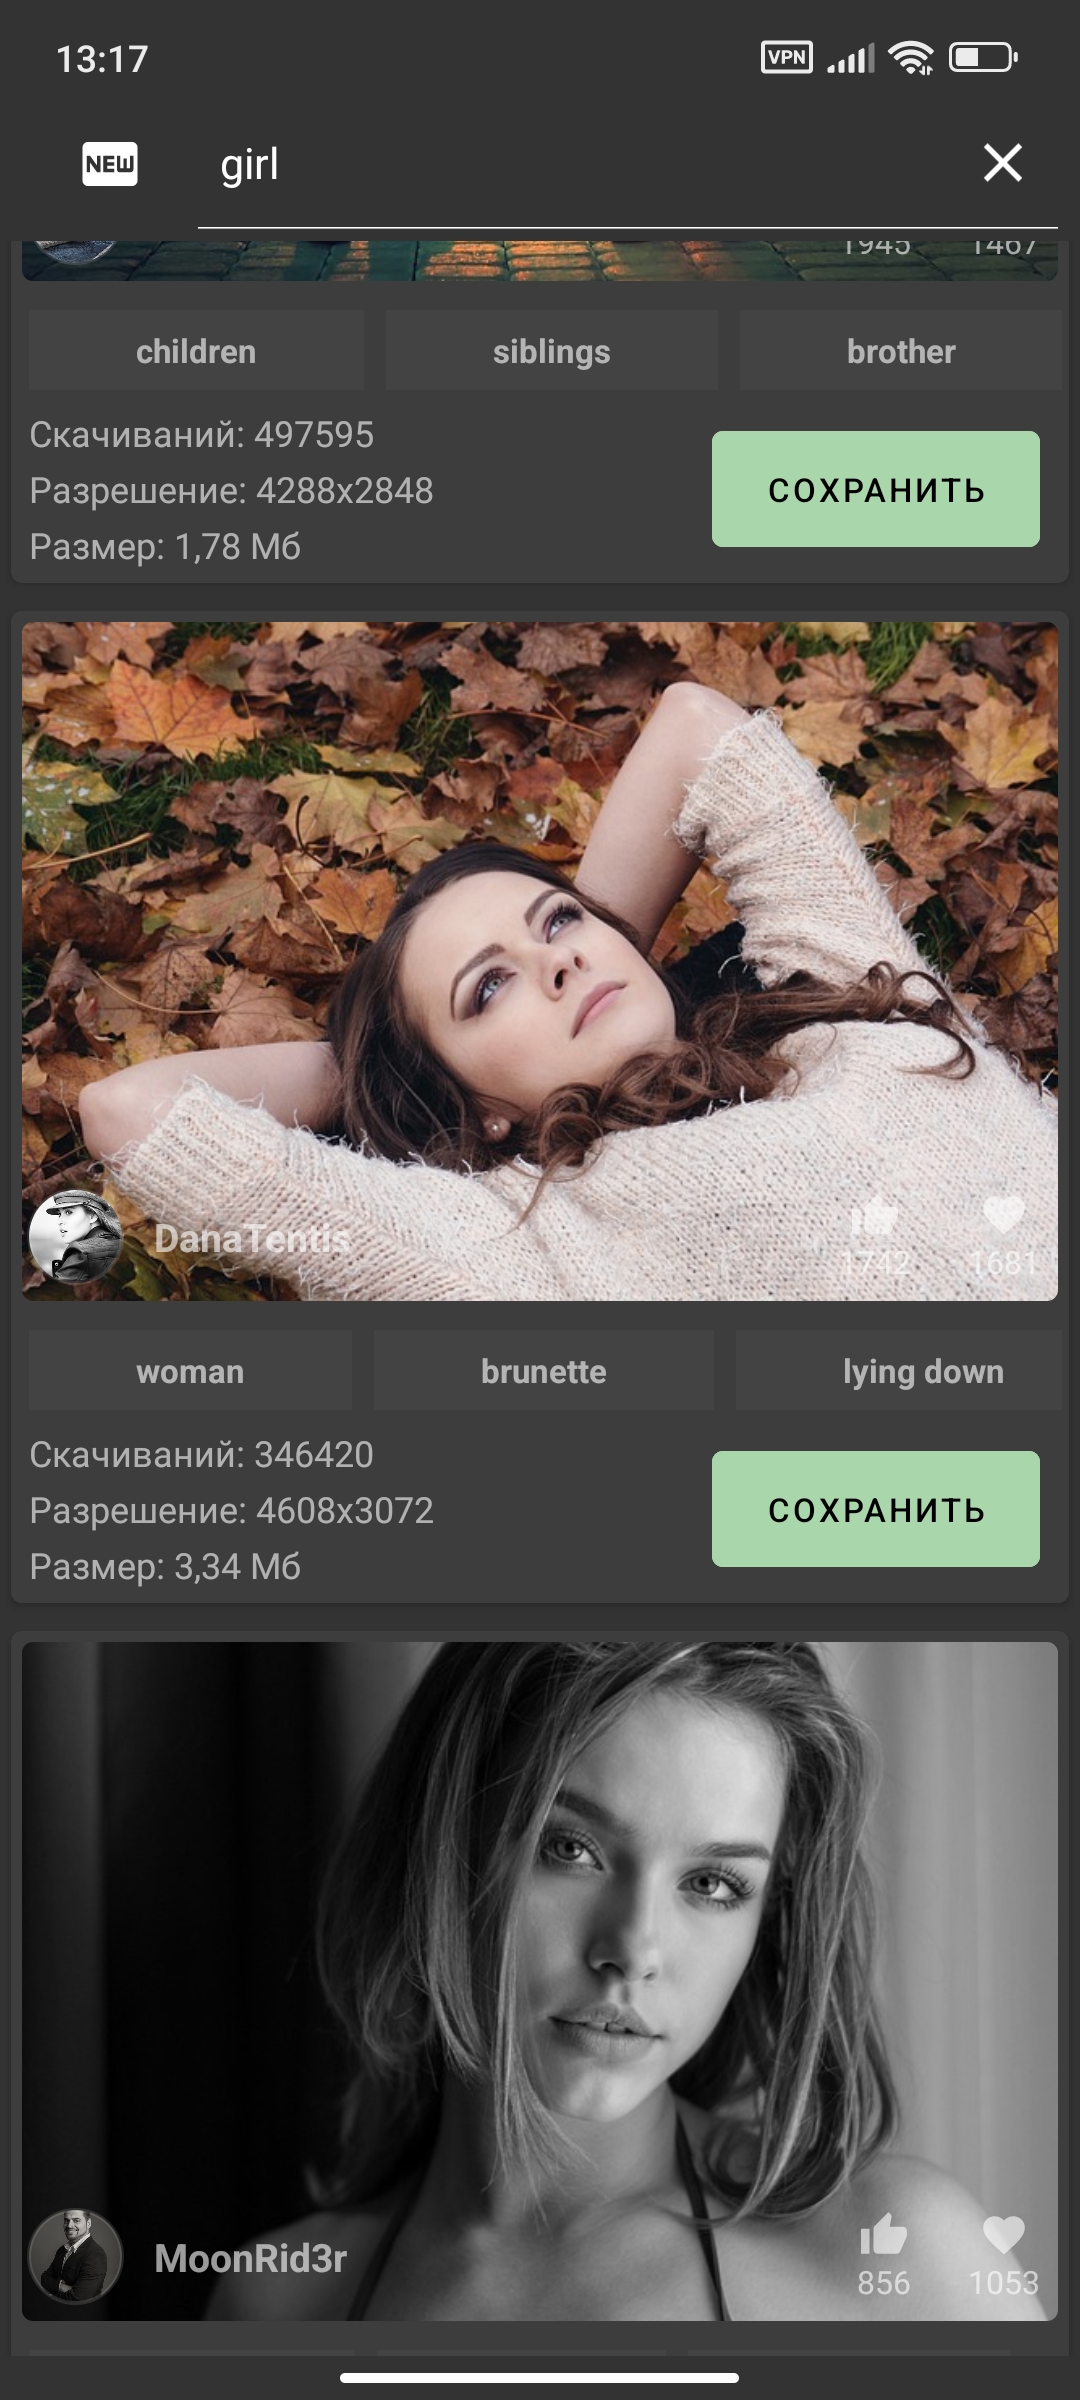 13:17
VPN
NEW
girl
1945 1467
children siblings brother
Скачиваний: 497595
Разрешение: 4288x2848
Размер: 1,78 Мб
СОХРАНИТЬ
DanaTentis
1742 1681
woman brunette lying down
Скачиваний: 346420
Разрешение: 4608x3072
Размер: 3,34 Мб
СОХРАНИТЬ
MoonRid3r
856 1053